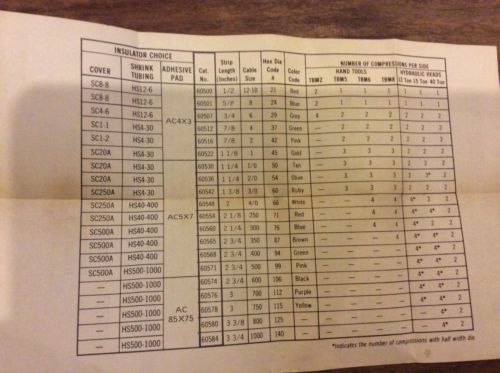 INSULATOR CHOICE NUMBER OF COMPRESSIONS PER SIDE
COVER SHRINK TUBING ADHESIVE PAD Cat. No. Strip Length (Inches) Cable Size Hex Die Code # Color Code HAND TOOLS HYDRAULIC HEADS
TBM2 TBM5 TBM6 TBM8 12 Ton 15 Ton 40 Ton
SC8-8 HS12-6 60500 1/2 12-10 21 Red 2 1 1 1 1 1 1
SC8-8 HS12-6 60501 5/8 8 24 Blue 2 1 1 1 1 1 1
SC4-6 HS12-6 60507 3/4 6 29 Grey 4 2 2 2 2 2 2
SC1-1 HS4-30 AC4X3 60512 7/8 4 37 Green — 2 2 2 2 2 2
SC1-2 HS4-30 60516 7/8 2 42 Pink — 2 2 2 2 2 2
SC20A HS4-30 60522 1 1/8 1 45 Gold — 3 3 3 2 2 2
SC20A HS4-30 60530 1 1/4 1/0 50 Tan — 3 3 3 2 2 2
SC20A HS4-30 60536 1 1/4 2/0 54 Olive — 3 3 3 2 3* 2
SC250A HS4-30 60542 1 3/8 3/0 60 Ruby — 3 3 3 2 2 2
SC250A HS40-400 60548 2 4/0 66 White — — 4 4 4* 2 2
SC250A HS40-400 AC5X7 60554 2 1/8 250 71 Red — — 4 4 4* 2 2
SC500A HS40-400 60560 2 1/4 300 76 Blue — — 4 4 4* 2 2
SC500A HS40-400 60565 2 3/4 350 87 Brown — — — 4 4* 2 2
SC500A HS40-400 60568 2 3/4 400 94 Green — — — 4* 4* 2
SC500A HS500-1000 60571 2 3/4 500 99 Pink — — — 4* 4* 2
— HS500-1000 60574 2 3/4 600 106 Black 4* 4* 2
— HS500-1000 60576 3 700 112 Purple 4* 2
— HS500-1000 AC 85X75 60578 3 750 115 Yellow 4* 2
— HS500-1000 60580 3 3/8 800 125 4* 2
— HS500-1000 60584 3 3/4 1000 140 4* 2
*Indicates the number of compressions with half width die